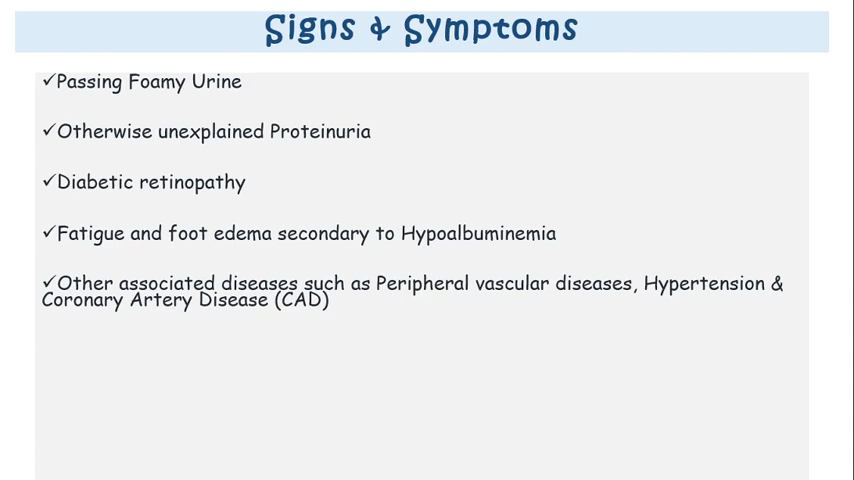 Signs & Symptoms
✓Passing Foamy Urine
✓Otherwise unexplained Proteinuria
✓Diabetic retinopathy
✓Fatigue and foot edema secondary to Hypoalbuminemia
✓Other associated diseases such as Peripheral vascular diseases, Hypertension &
Coronary Artery Disease (CAD)